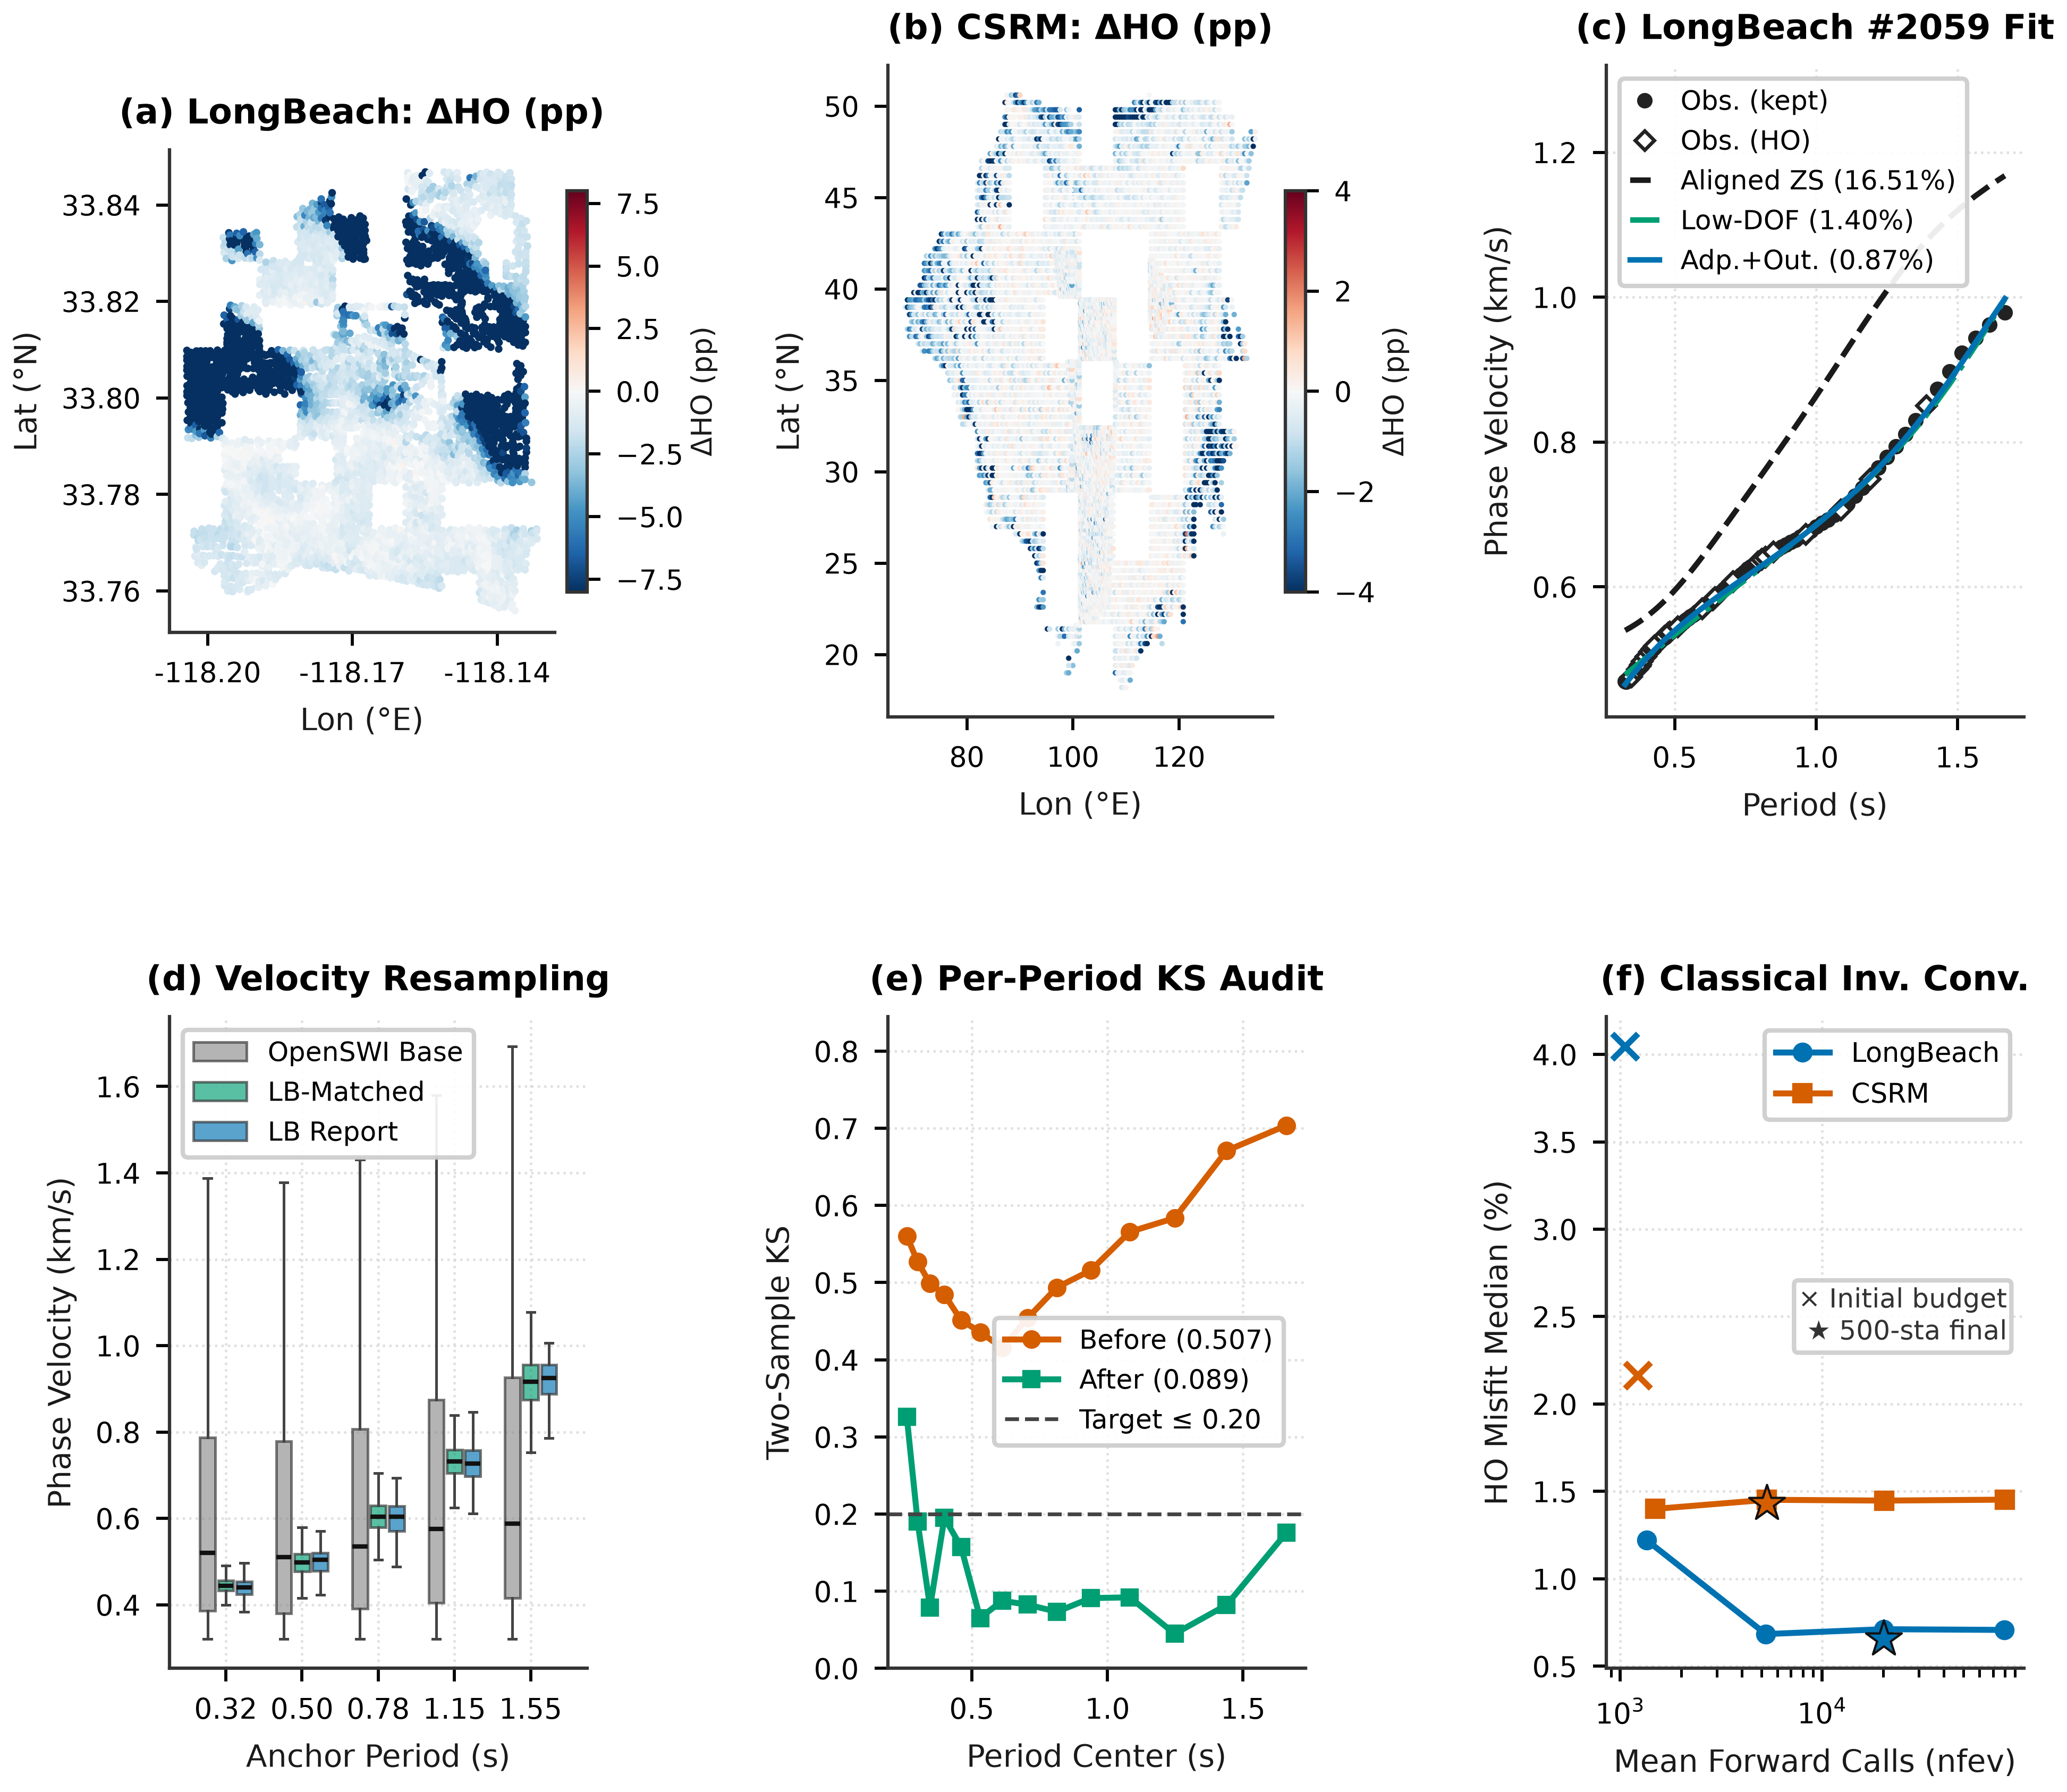 (a) LongBeach: ΔHO (pp)
Lat (°N)
33.84
33.82
33.80
33.78
33.76
-118.20 -118.17 -118.14
Lon (°E)
7.5
5.0
2.5
0.0
−2.5
−5.0
−7.5
ΔHO (pp)
(b) CSRM: ΔHO (pp)
Lat (°N)
50
45
40
35
30
25
20
80 100 120
Lon (°E)
4
2
0
−2
−4
ΔHO (pp)
(c) LongBeach #2059 Fit
Phase Velocity (km/s)
1.2
1.0
0.8
0.6
Obs. (kept)
Obs. (HO)
Aligned ZS (16.51%)
Low-DOF (1.40%)
Adp.+Out. (0.87%)
0.5 1.0 1.5
Period (s)
(d) Velocity Resampling
Phase Velocity (km/s)
1.6
1.4
1.2
1.0
0.8
0.6
0.4
OpenSWI Base
LB-Matched
LB Report
0.32 0.50 0.78 1.15 1.55
Anchor Period (s)
(e) Per-Period KS Audit
Two-Sample KS
0.8
0.7
0.6
0.5
0.4
0.3
0.2
0.1
0.0
Before (0.507)
After (0.089)
Target ≤ 0.20
0.5 1.0 1.5
Period Center (s)
(f) Classical Inv. Conv.
HO Misfit Median (%)
4.0
3.5
3.0
2.5
2.0
1.5
1.0
0.5
LongBeach
CSRM
× Initial budget
★ 500-sta final
10³ 10⁴
Mean Forward Calls (nfev)